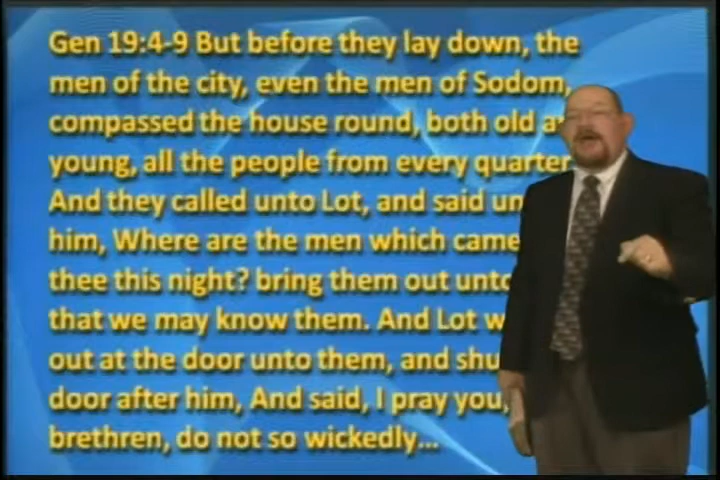 Gen 19:4-9 But before they lay down, the
men of the city, even the men of Sodom,
compassed the house round, both old
young, all the people from every quarter
And they called unto Lot, and said
him, Where are the men which came
thee this night? bring them out
that we may know them. And Lot
out at the door unto them, and
door after him, And said, I pray you,
brethren, do not so wickedly...